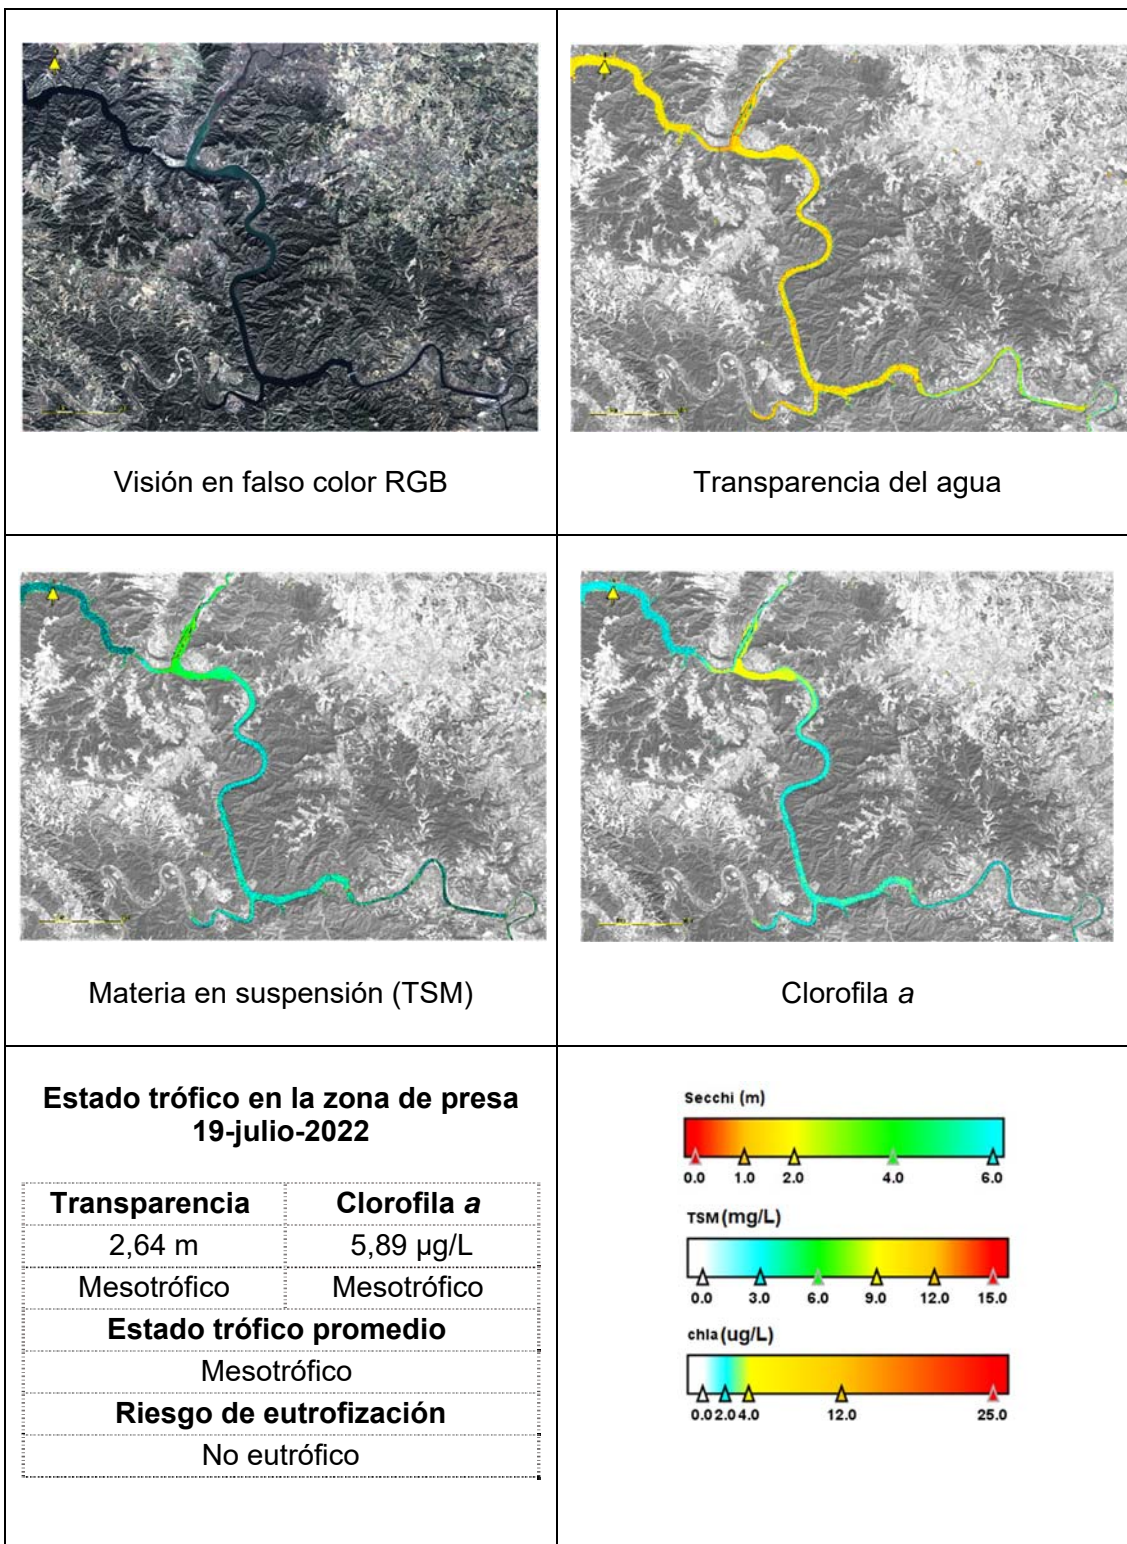 Visión en falso color RGB
Transparencia del agua
Materia en suspensión (TSM)
Clorofila a
Estado trófico en la zona de presa
19-julio-2022
Transparencia Clorofila a
2,64 m 5,89 µg/L
Mesotrófico Mesotrófico
Estado trófico promedio
Mesotrófico
Riesgo de eutrofización
No eutrófico
Secchi (m)
0.0 1.0 2.0 4.0 6.0
TSM (mg/L)
0.0 3.0 6.0 9.0 12.0 15.0
chla (ug/L)
0.0 2.0 4.0 12.0 25.0